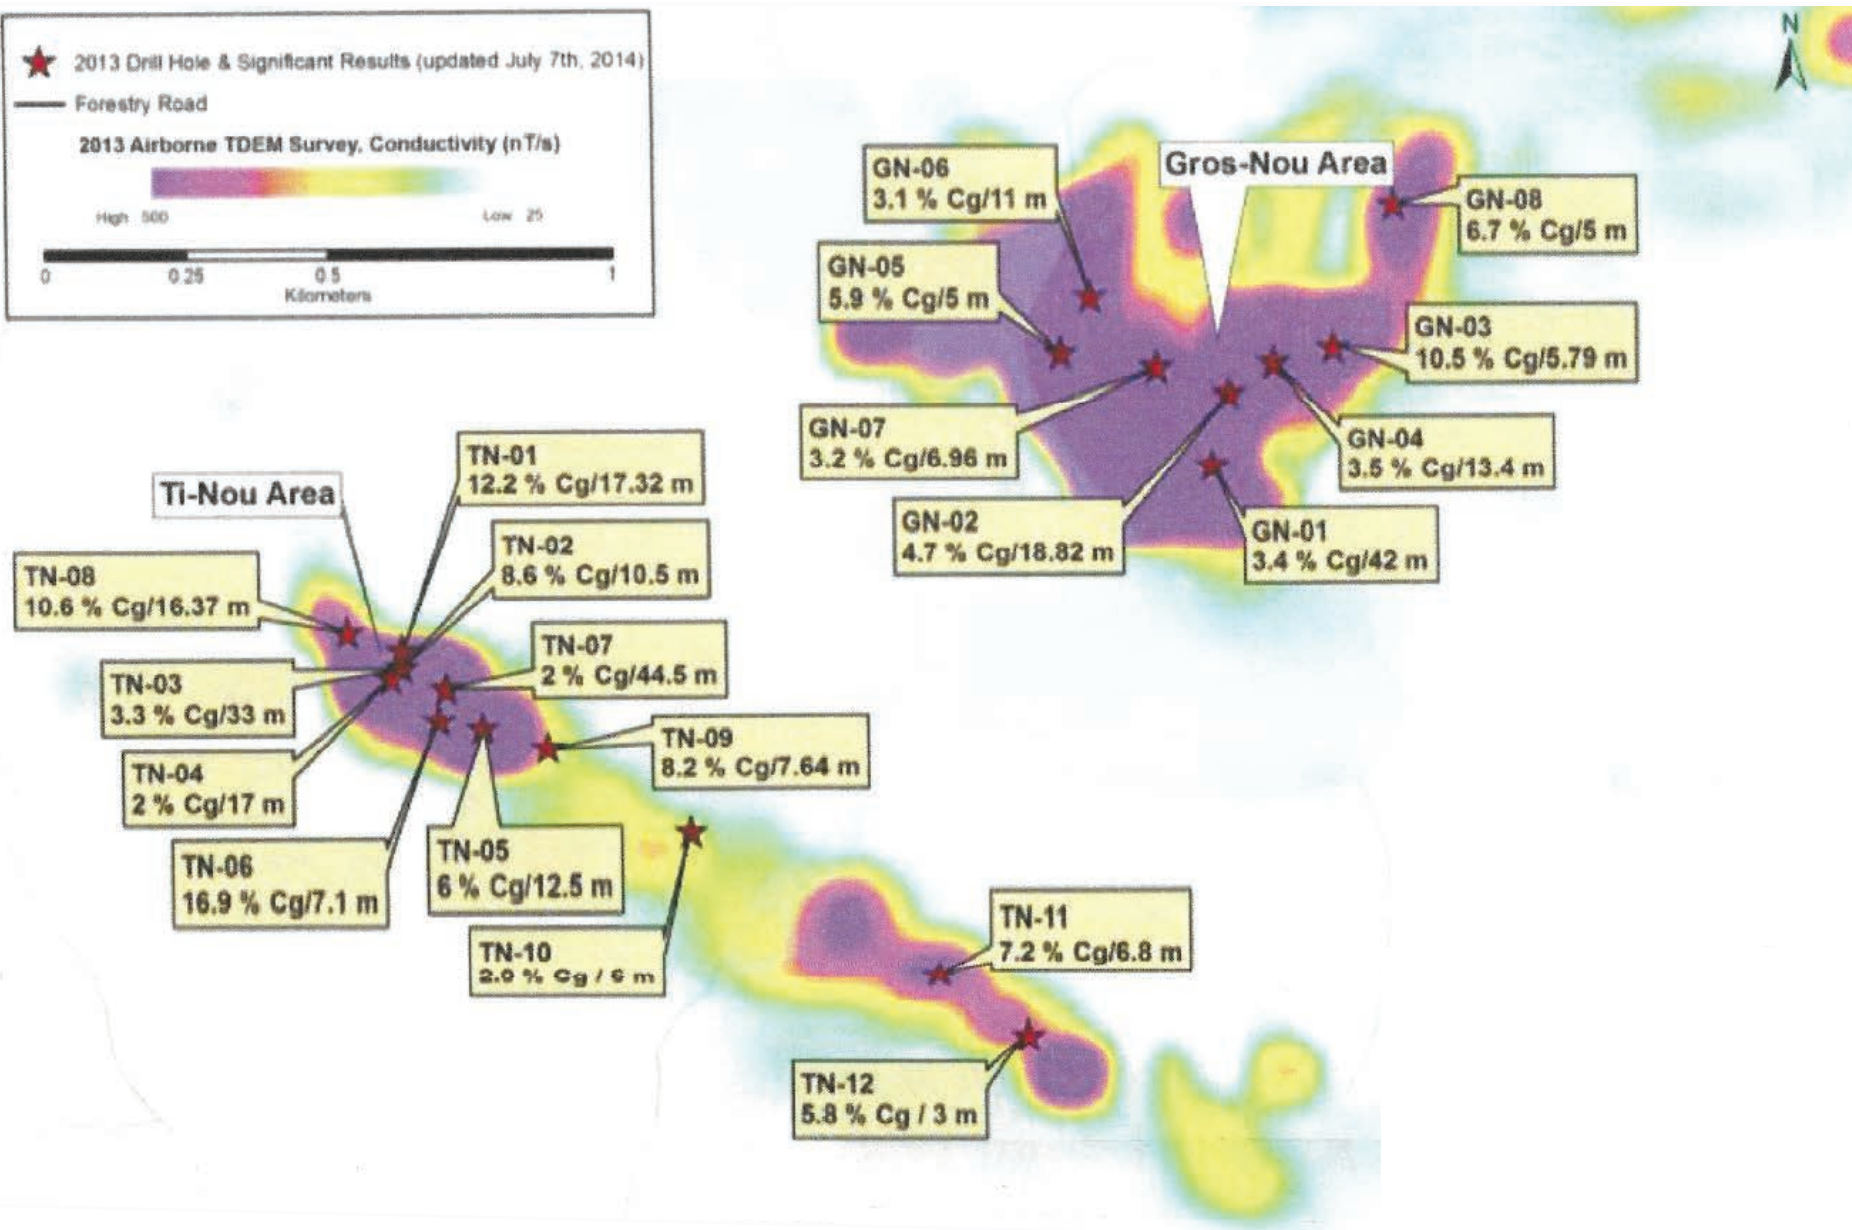 2013 Drill Hole & Significant Results (updated July 7th, 2014)
Forestry Road
2013 Airborne TDEM Survey, Conductivity (nT/s)
High 500
Low 25
0
0.25
0.5
1
Kilometers
N
GN-06
3.1 % Cg/11 m
Gros-Nou Area
GN-08
6.7 % Cg/5 m
GN-05
5.9 % Cg/5 m
GN-03
10.5 % Cg/5.79 m
GN-07
3.2 % Cg/6.96 m
GN-04
3.5 % Cg/13.4 m
GN-02
4.7 % Cg/18.82 m
GN-01
3.4 % Cg/42 m
Ti-Nou Area
TN-01
12.2 % Cg/17.32 m
TN-02
8.6 % Cg/10.5 m
TN-08
10.6 % Cg/16.37 m
TN-07
2 % Cg/44.5 m
TN-03
3.3 % Cg/33 m
TN-09
8.2 % Cg/7.64 m
TN-04
2 % Cg/17 m
TN-06
16.9 % Cg/7.1 m
TN-05
6 % Cg/12.5 m
TN-10
% Cg / m
TN-11
7.2 % Cg/6.8 m
TN-12
5.8 % Cg / 3 m